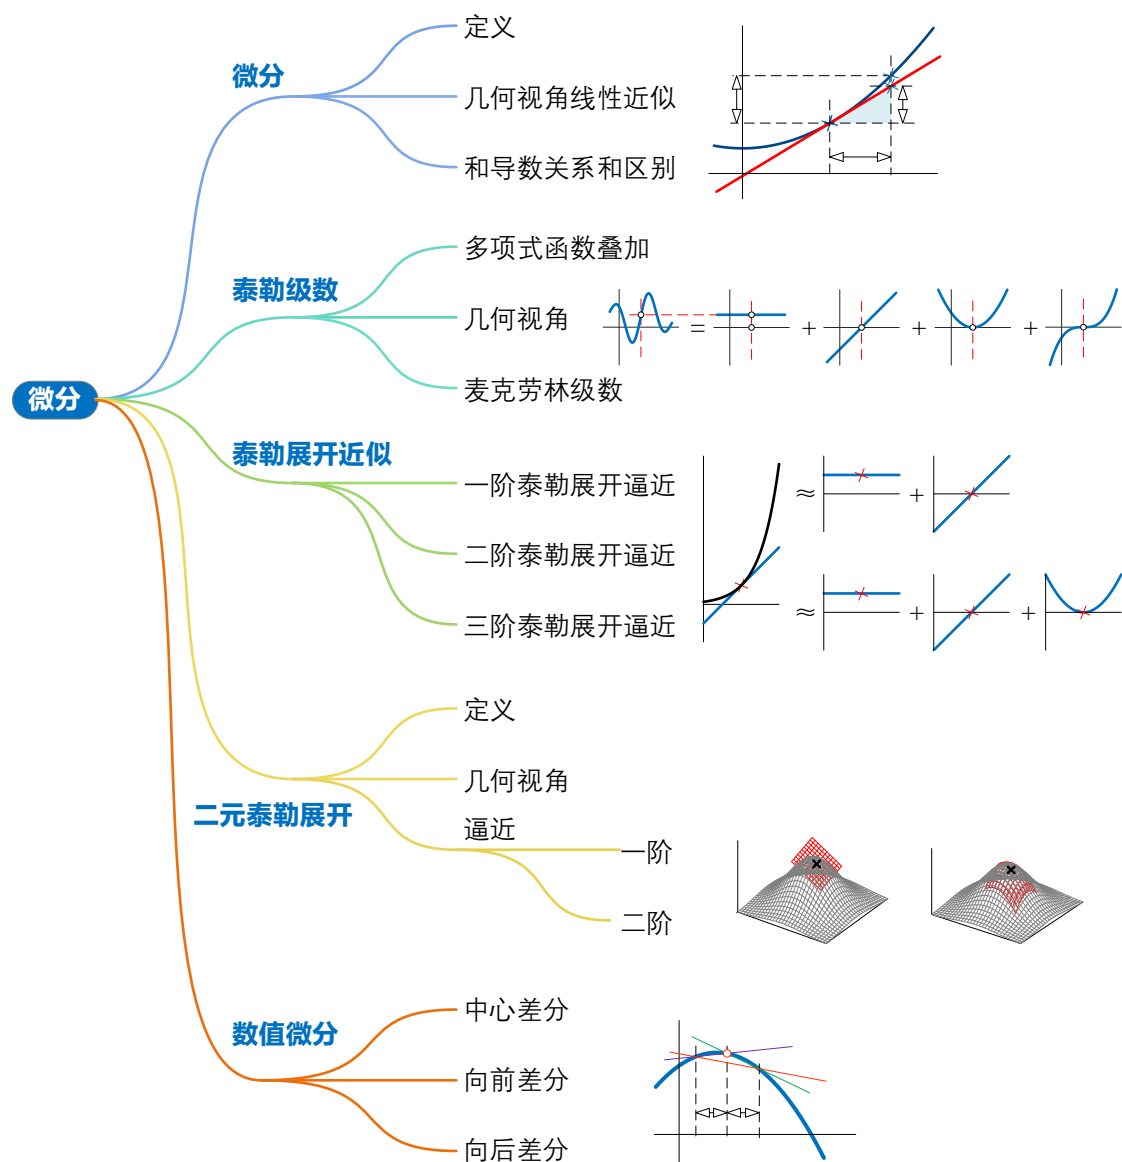 微分
微分
定义
几何视角线性近似
和导数关系和区别
泰勒级数
多项式函数叠加
几何视角
麦克劳林级数
= + + +
泰勒展开近似
一阶泰勒展开逼近
二阶泰勒展开逼近
三阶泰勒展开逼近
≈ +
≈ + +
二元泰勒展开
定义
几何视角
逼近
一阶
二阶
数值微分
中心差分
向前差分
向后差分